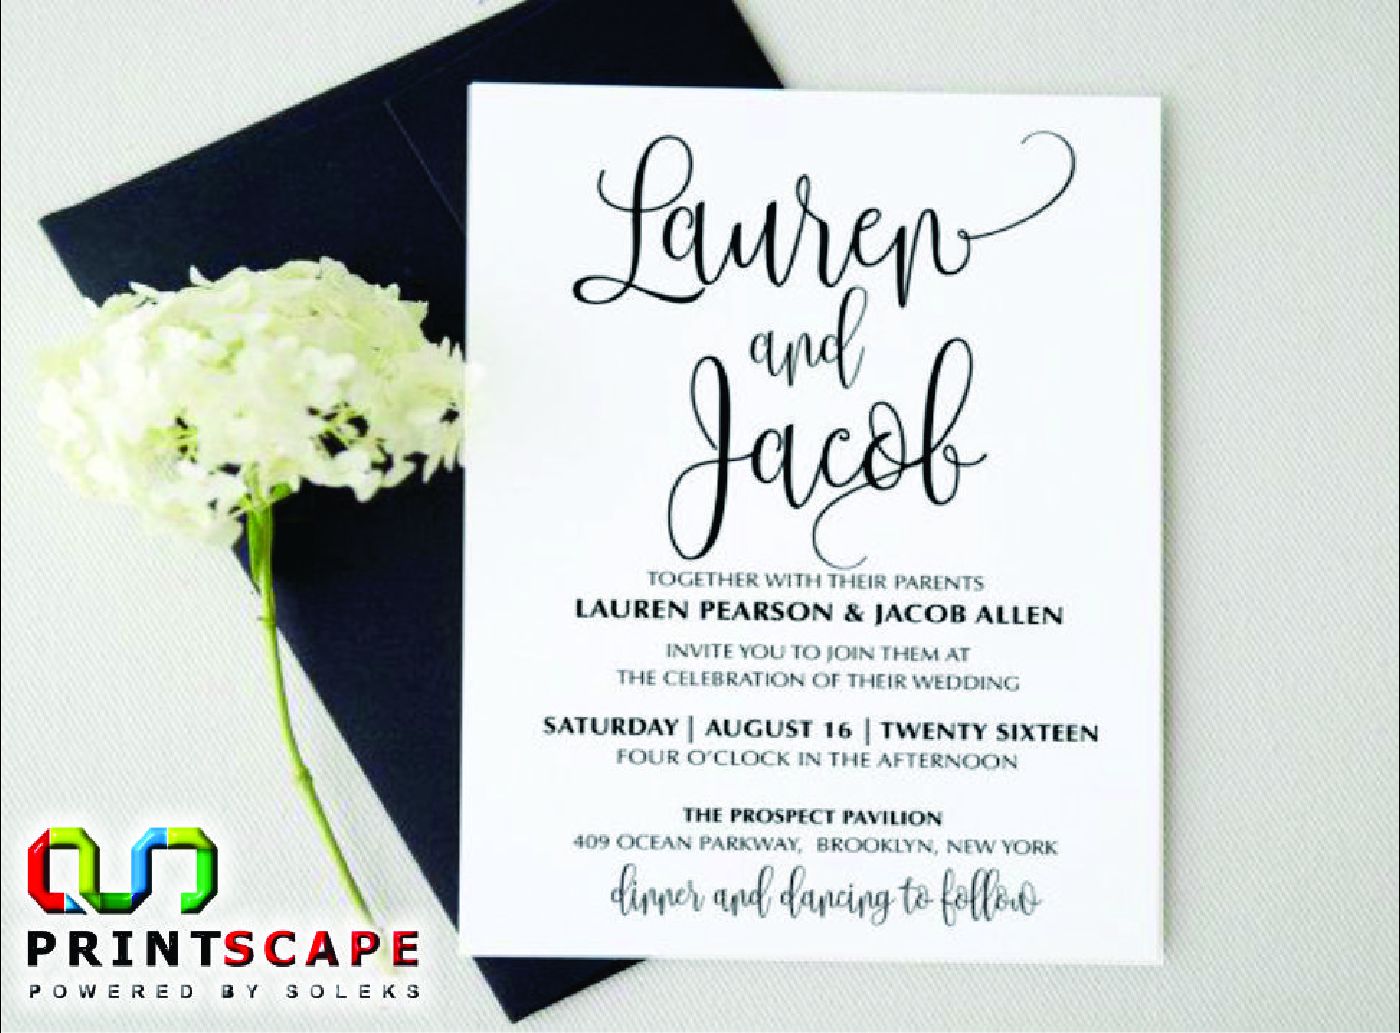 Lauren
and
Jacob
TOGETHER WITH THEIR PARENTS
LAUREN PEARSON & JACOB ALLEN
INVITE YOU TO JOIN THEM AT
THE CELEBRATION OF THEIR WEDDING
SATURDAY | AUGUST 16 | TWENTY SIXTEEN
FOUR O'CLOCK IN THE AFTERNOON
THE PROSPECT PAVILION
409 OCEAN PARKWAY, BROOKLYN, NEW YORK
dinner and dancing to follow
PRINTSCAPE
POWERED BY SOLEKS